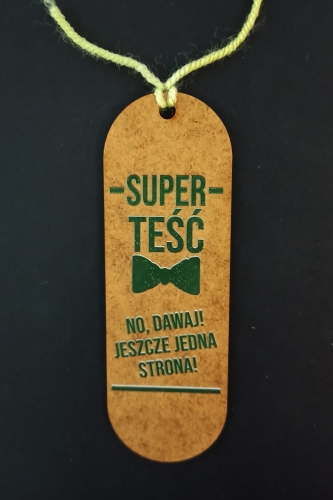 -SUPER-
TEŚĆ
NO, DAWAJ!
JESZCZE JEDNA
STRONA!